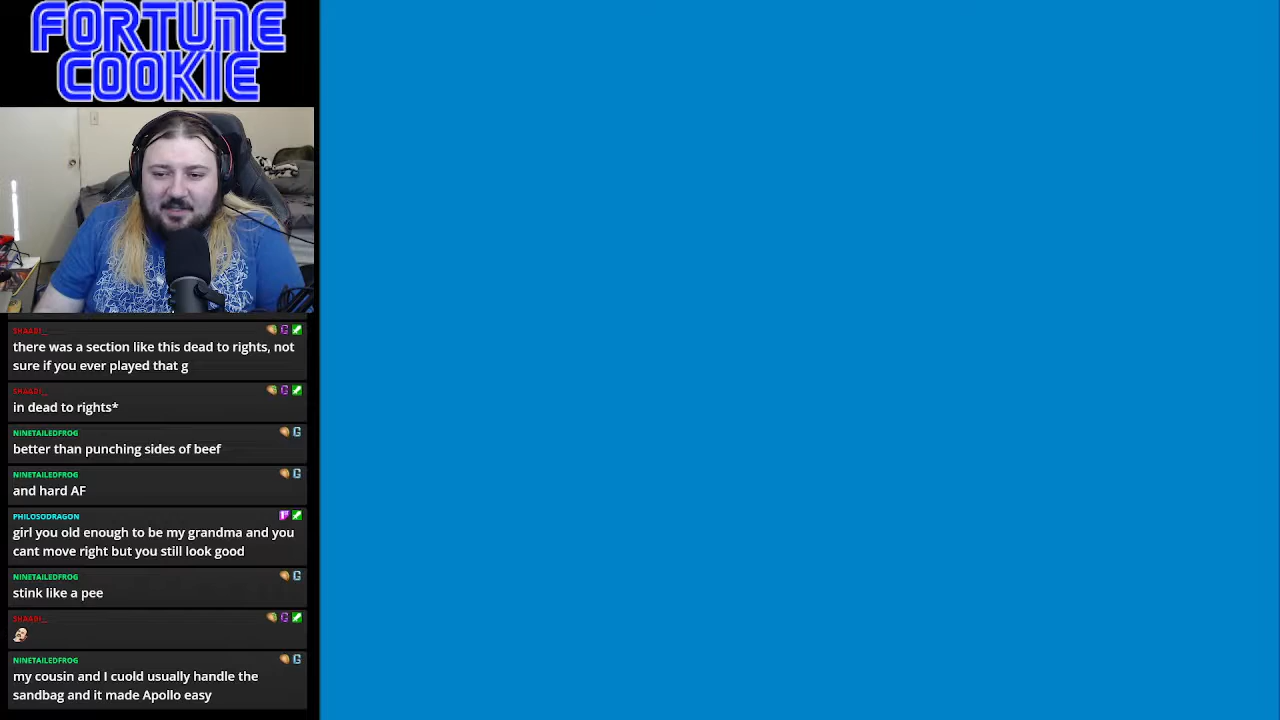 FORTUNE
COOKIE
SHAADI_
there was a section like this dead to rights, not
sure if you ever played that g
SHAADI_
in dead to rights*
NINETAILEDFROG
better than punching sides of beef
NINETAILEDFROG
and hard AF
PHILOSODRAGON
girl you old enough to be my grandma and you
cant move right but you still look good
NINETAILEDFROG
stink like a pee
SHAADI_
NINETAILEDFROG
my cousin and I cuold usually handle the
sandbag and it made Apollo easy